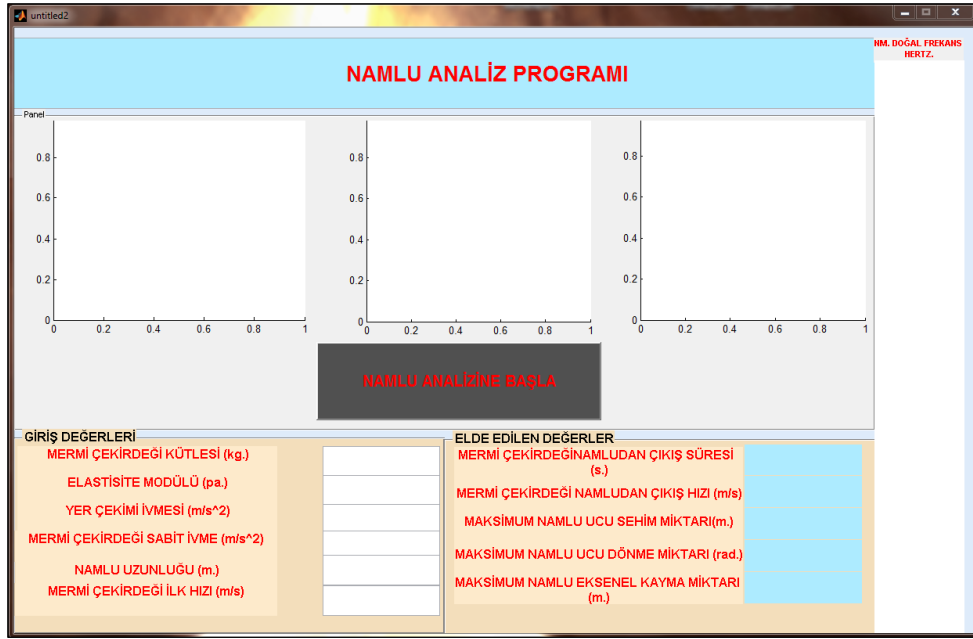 untitled2
NAMLU ANALİZ PROGRAMI
NM. DOĞAL FREKANS
HERTZ.
Panel
0.8
0.6
0.4
0.2
0
0 0.2 0.4 0.6 0.8 1
0.8
0.6
0.4
0.2
0
0 0.2 0.4 0.6 0.8 1
0.8
0.6
0.4
0.2
0
0 0.2 0.4 0.6 0.8 1
NAMLU ANALİZİNE BAŞLA
GİRİŞ DEĞERLERİ
MERMİ ÇEKİRDEĞİ KÜTLESİ (kg.)
ELASTİSİTE MODÜLÜ (pa.)
YER ÇEKİMİ İVMESİ (m/s^2)
MERMİ ÇEKİRDEĞİ SABİT İVME (m/s^2)
NAMLU UZUNLUĞU (m.)
MERMİ ÇEKİRDEĞİ İLK HIZI (m/s)
ELDE EDİLEN DEĞERLER
MERMİ ÇEKİRDEĞİNAMLUDAN ÇIKIŞ SÜRESİ
(s.)
MERMİ ÇEKİRDEĞİ NAMLUDAN ÇIKIŞ HIZI (m/s)
MAKSİMUM NAMLU UCU SEHİM MİKTARI(m.)
MAKSİMUM NAMLU UCU DÖNME MİKTARI (rad.)
MAKSİMUM NAMLU EKSENEL KAYMA MİKTARI
(m.)